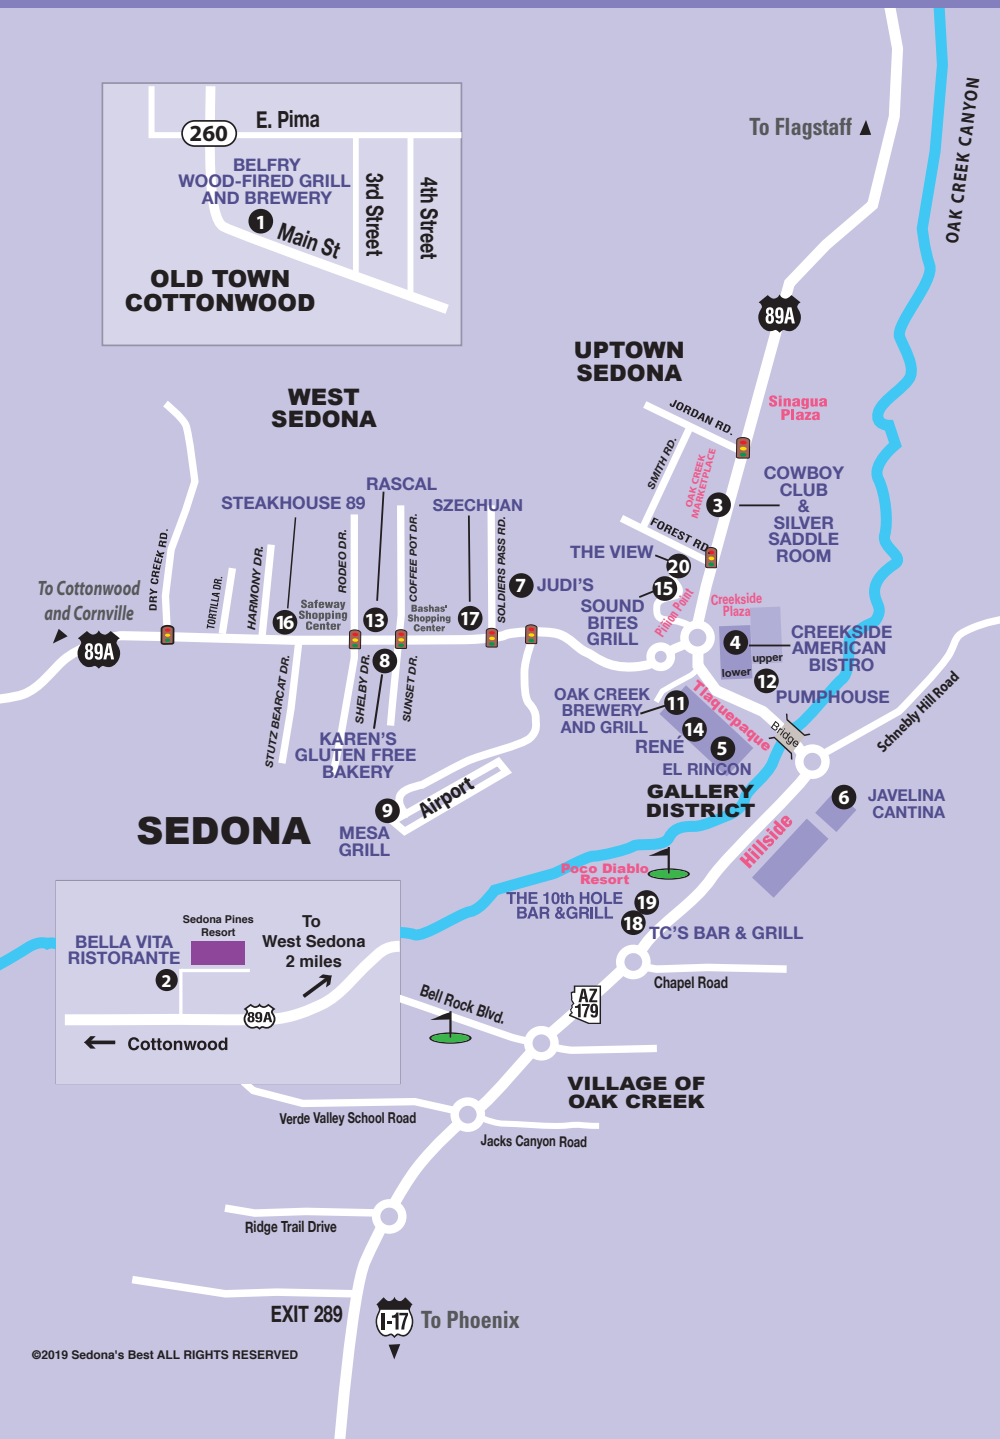 To Flagstaff
OAK CREEK CANYON
260
E. Pima
BELFRY
WOOD-FIRED GRILL
AND BREWERY
1
Main St
3rd Street
4th Street
OLD TOWN
COTTONWOOD
89A
UPTOWN
SEDONA
WEST
SEDONA
Sinagua
Plaza
JORDAN RD.
SMITH RD.
OAK CREEK
MARKETPLACE
3
COWBOY
CLUB
&
SILVER
SADDLE
ROOM
FOREST RD.
RASCAL
STEAKHOUSE 89
SZECHUAN
THE VIEW
20
15
SOUND
BITES
GRILL
Piñon Point
7
JUDI'S
To Cottonwood
and Cornville
89A
DRY CREEK RD.
TORTILLA DR.
HARMONY DR.
16
Safeway
Shopping
Center
RODEO DR.
13
COFFEE POT DR.
Bashas'
Shopping
Center
17
SOLDIERS PASS RD.
Creekside
Plaza
4
upper
lower
CREEKSIDE
AMERICAN
BISTRO
12
PUMPHOUSE
STUTZ BEARCAT DR.
SHELBY DR.
8
SUNSET DR.
KAREN'S
GLUTEN FREE
BAKERY
OAK CREEK
BREWERY
AND GRILL
11
Tlaquepaque
14
RENÉ
5
EL RINCON
Bridge
Schnebly Hill Road
GALLERY
DISTRICT
9
Airport
MESA
GRILL
SEDONA
6
JAVELINA
CANTINA
Hillside
Poco Diablo
Resort
THE 10th HOLE
BAR &GRILL
19
18
TC'S BAR & GRILL
Sedona Pines
Resort
To
West Sedona
2 miles
BELLA VITA
RISTORANTE
2
89A
Cottonwood
Chapel Road
AZ
179
Bell Rock Blvd.
VILLAGE OF
OAK CREEK
Verde Valley School Road
Jacks Canyon Road
Ridge Trail Drive
EXIT 289
I-17
To Phoenix
©2019 Sedona's Best ALL RIGHTS RESERVED